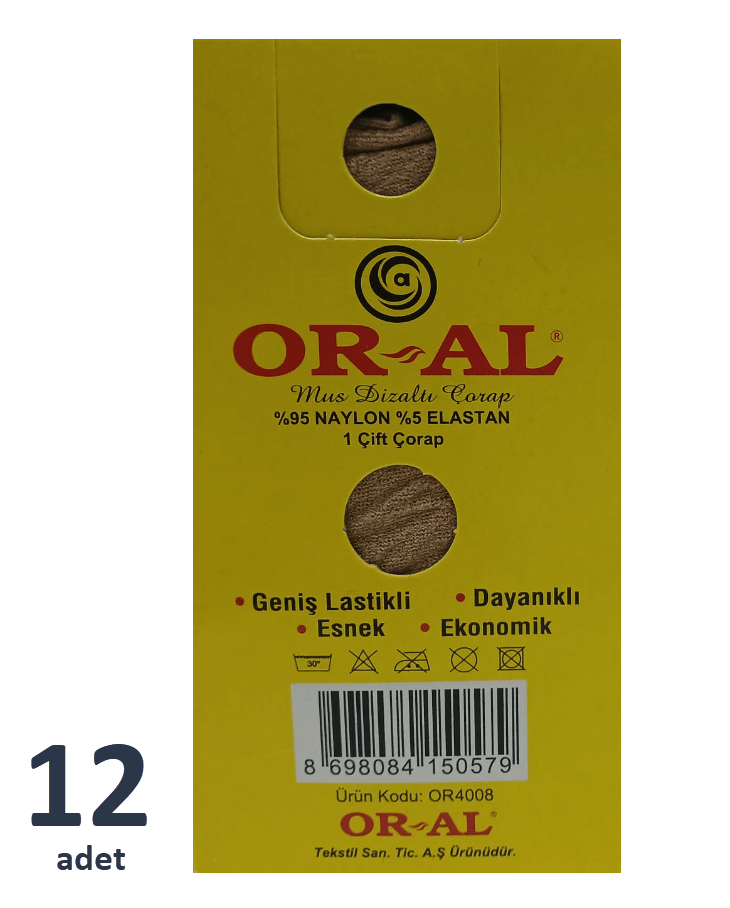 a
OR~AL®
Mus Dizaltı Çorap
%95 NAYLON %5 ELASTAN
1 Çift Çorap
• Geniş Lastikli • Dayanıklı
• Esnek • Ekonomik
30°
8 698084 150579
Ürün Kodu: OR4008
OR~AL®
Tekstil San. Tic. A.Ş Ürünüdür.
12
adet